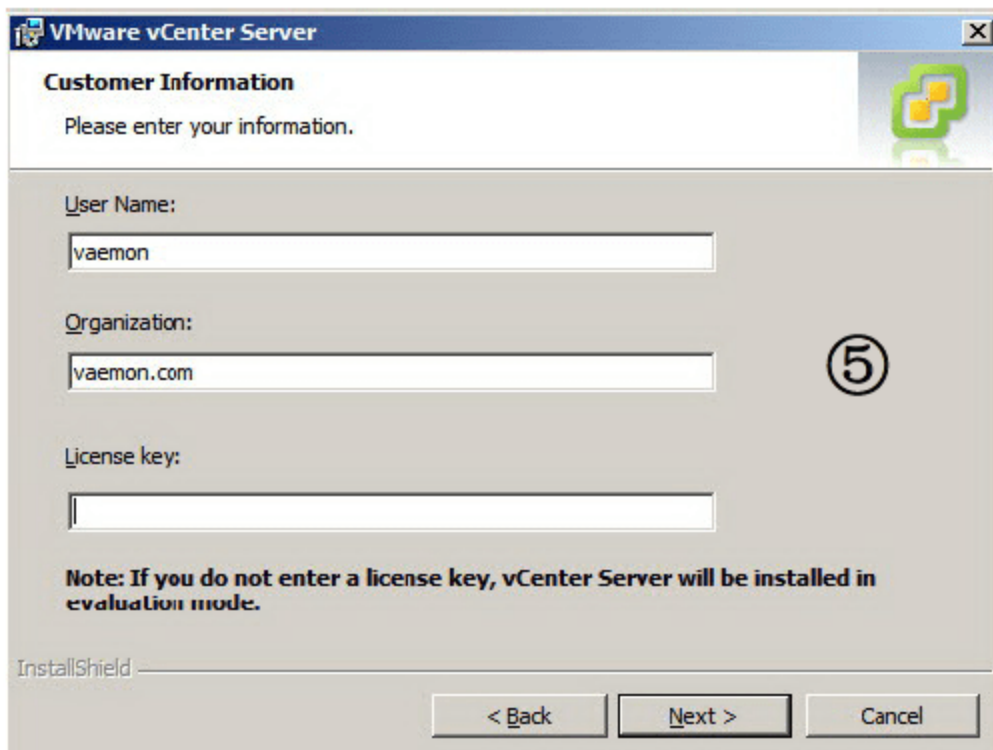 VMware vCenter Server
Customer Information
Please enter your information.
User Name:
vaemon
Organization:
vaemon.com
⑤
License key:
Note: If you do not enter a license key, vCenter Server will be installed in
evaluation mode.
InstallShield
< Back
Next >
Cancel